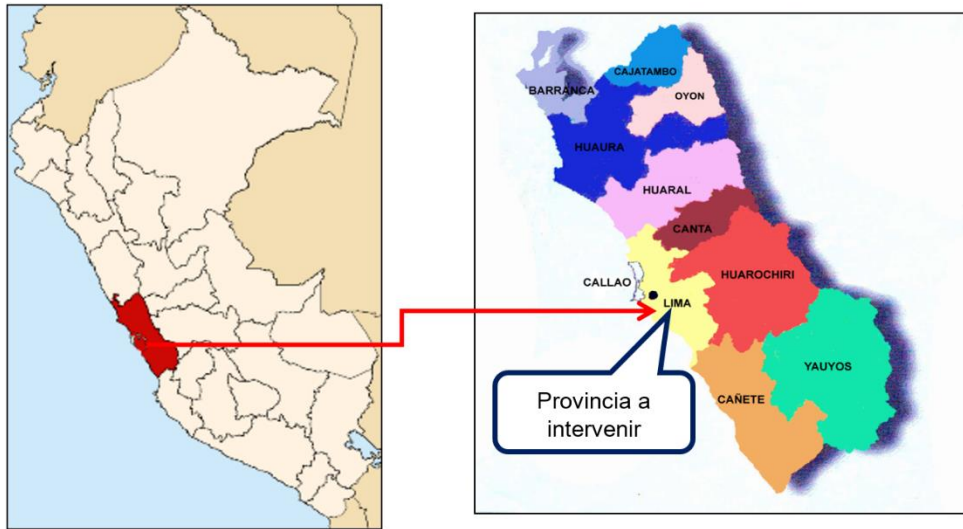 CAJATAMBO
BARRANCA
OYON
HUAURA
HUARAL
CANTA
HUAROCHIRI
CALLAO
LIMA
YAUYOS
CAÑETE
Provincia a
intervenir